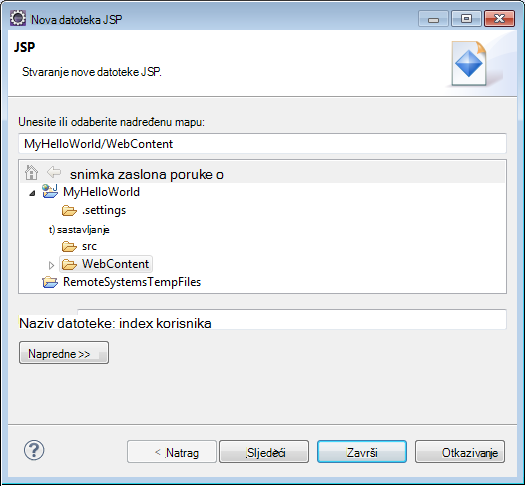 Nova datoteka JSP
JSP
Stvaranje nove datoteke JSP.
Unesite ili odaberite nadređenu mapu:
MyHelloWorld/WebContent
snimka zaslona poruke o
MyHelloWorld
.settings
t) sastavljanje
src
WebContent
RemoteSystemsTempFiles
Naziv datoteke: index korisnika
Napredne >>
< Natrag
Sljedeći >
Završi
Otkazivanje